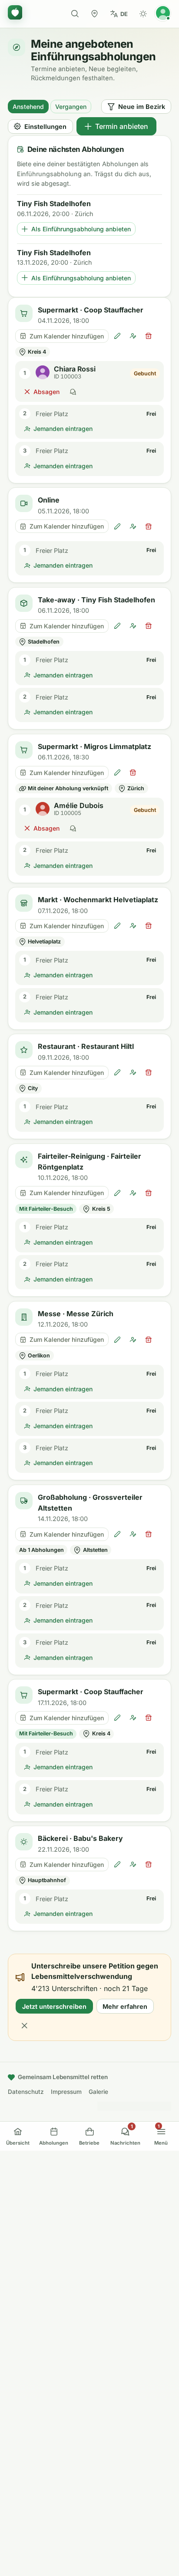 DE
Meine angebotenen
Einführungsabholungen
Termine anbieten, Neue begleiten,
Rückmeldungen festhalten.
Anstehend
Vergangen
Neue im Bezirk
Einstellungen
Termin anbieten
Deine nächsten Abholungen
Biete eine deiner bestätigten Abholungen als
Einführungsabholung an. Trägst du dich aus,
wird sie abgesagt.
Tiny Fish Stadelhofen
06.11.2026, 20:00 · Zürich
Als Einführungsabholung anbieten
Tiny Fish Stadelhofen
13.11.2026, 20:00 · Zürich
Als Einführungsabholung anbieten
Supermarkt · Coop Stauffacher
04.11.2026, 18:00
Zum Kalender hinzufügen
Kreis 4
1
Chiara Rossi
ID 100003
Gebucht
Absagen
2
Freier Platz
Frei
Jemanden eintragen
3
Freier Platz
Frei
Jemanden eintragen
Online
05.11.2026, 18:00
Zum Kalender hinzufügen
1
Freier Platz
Frei
Jemanden eintragen
Take-away · Tiny Fish Stadelhofen
06.11.2026, 18:00
Zum Kalender hinzufügen
Stadelhofen
1
Freier Platz
Frei
Jemanden eintragen
2
Freier Platz
Frei
Jemanden eintragen
Supermarkt · Migros Limmatplatz
06.11.2026, 18:30
Zum Kalender hinzufügen
Mit deiner Abholung verknüpft
Zürich
1
Amélie Dubois
ID 100005
Gebucht
Absagen
2
Freier Platz
Frei
Jemanden eintragen
Markt · Wochenmarkt Helvetiaplatz
07.11.2026, 18:00
Zum Kalender hinzufügen
Helvetiaplatz
1
Freier Platz
Frei
Jemanden eintragen
2
Freier Platz
Frei
Jemanden eintragen
Restaurant · Restaurant Hiltl
09.11.2026, 18:00
Zum Kalender hinzufügen
City
1
Freier Platz
Frei
Jemanden eintragen
Fairteiler-Reinigung · Fairteiler
Röntgenplatz
10.11.2026, 18:00
Zum Kalender hinzufügen
Mit Fairteiler-Besuch
Kreis 5
1
Freier Platz
Frei
Jemanden eintragen
2
Freier Platz
Frei
Jemanden eintragen
Messe · Messe Zürich
12.11.2026, 18:00
Zum Kalender hinzufügen
Oerlikon
1
Freier Platz
Frei
Jemanden eintragen
2
Freier Platz
Frei
Jemanden eintragen
3
Freier Platz
Frei
Jemanden eintragen
Großabholung · Grossverteiler
Altstetten
14.11.2026, 18:00
Zum Kalender hinzufügen
Ab 1 Abholungen
Altstetten
1
Freier Platz
Frei
Jemanden eintragen
2
Freier Platz
Frei
Jemanden eintragen
3
Freier Platz
Frei
Jemanden eintragen
Supermarkt · Coop Stauffacher
17.11.2026, 18:00
Zum Kalender hinzufügen
Mit Fairteiler-Besuch
Kreis 4
1
Freier Platz
Frei
Jemanden eintragen
2
Freier Platz
Frei
Jemanden eintragen
Bäckerei · Babu's Bakery
22.11.2026, 18:00
Zum Kalender hinzufügen
Hauptbahnhof
1
Freier Platz
Frei
Jemanden eintragen
Unterschreibe unsere Petition gegen
Lebensmittelverschwendung
4'213 Unterschriften · noch 21 Tage
Jetzt unterschreiben
Mehr erfahren
Gemeinsam Lebensmittel retten
Datenschutz
Impressum
Galerie
1
1
Übersicht
Abholungen
Betriebe
Nachrichten
Menü